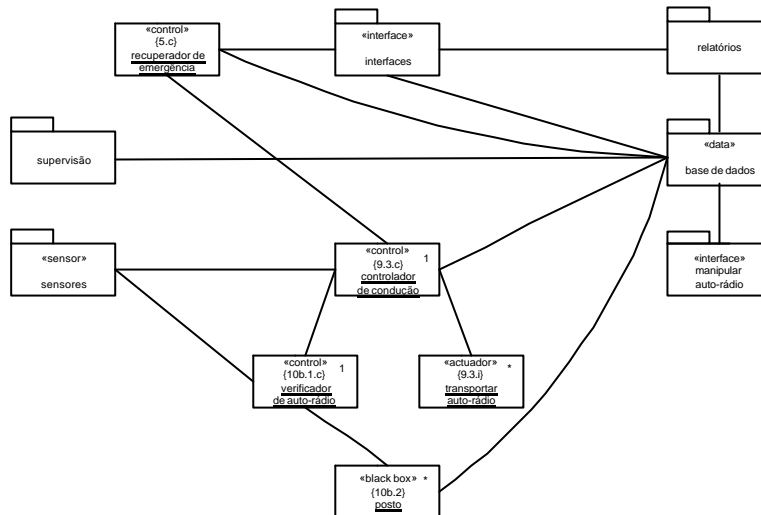 «control»
{5.c}
recuperador de
emergência
«interface»
interfaces
relatórios
supervisão
«data»
base de dados
«sensor»
sensores
«control»
{9.3.c}
1
controlador
de condução
«interface»
manipular
auto-rádio
«control»
{10b.1.c}
1
verificador
de auto-rádio
«actuador»
*
{9.3.i}
transportar
auto-rádio
«black box»
*
{10b.2}
posto